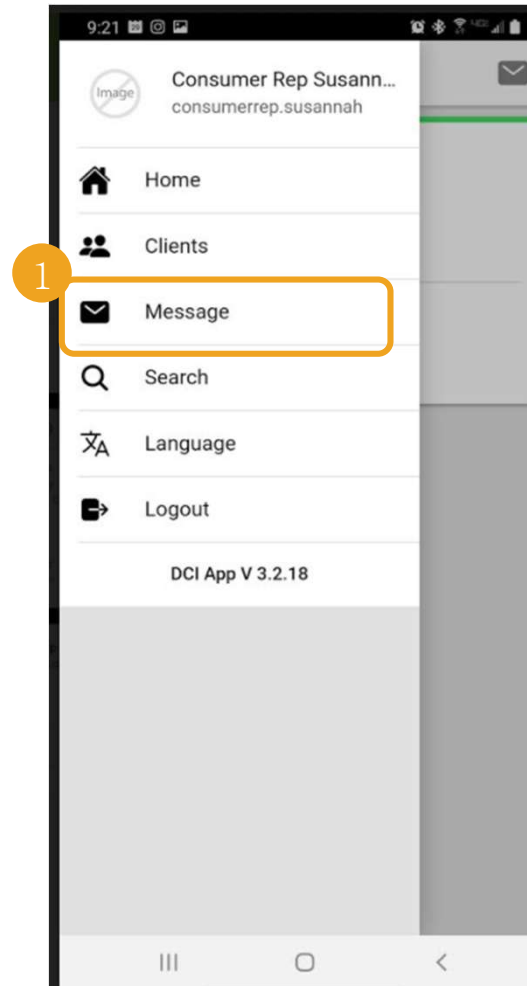 9:21
Image
Consumer Rep Susann...
consumerrep.susannah
Home
Clients
1
Message
Search
Language
Logout
DCI App V 3.2.18